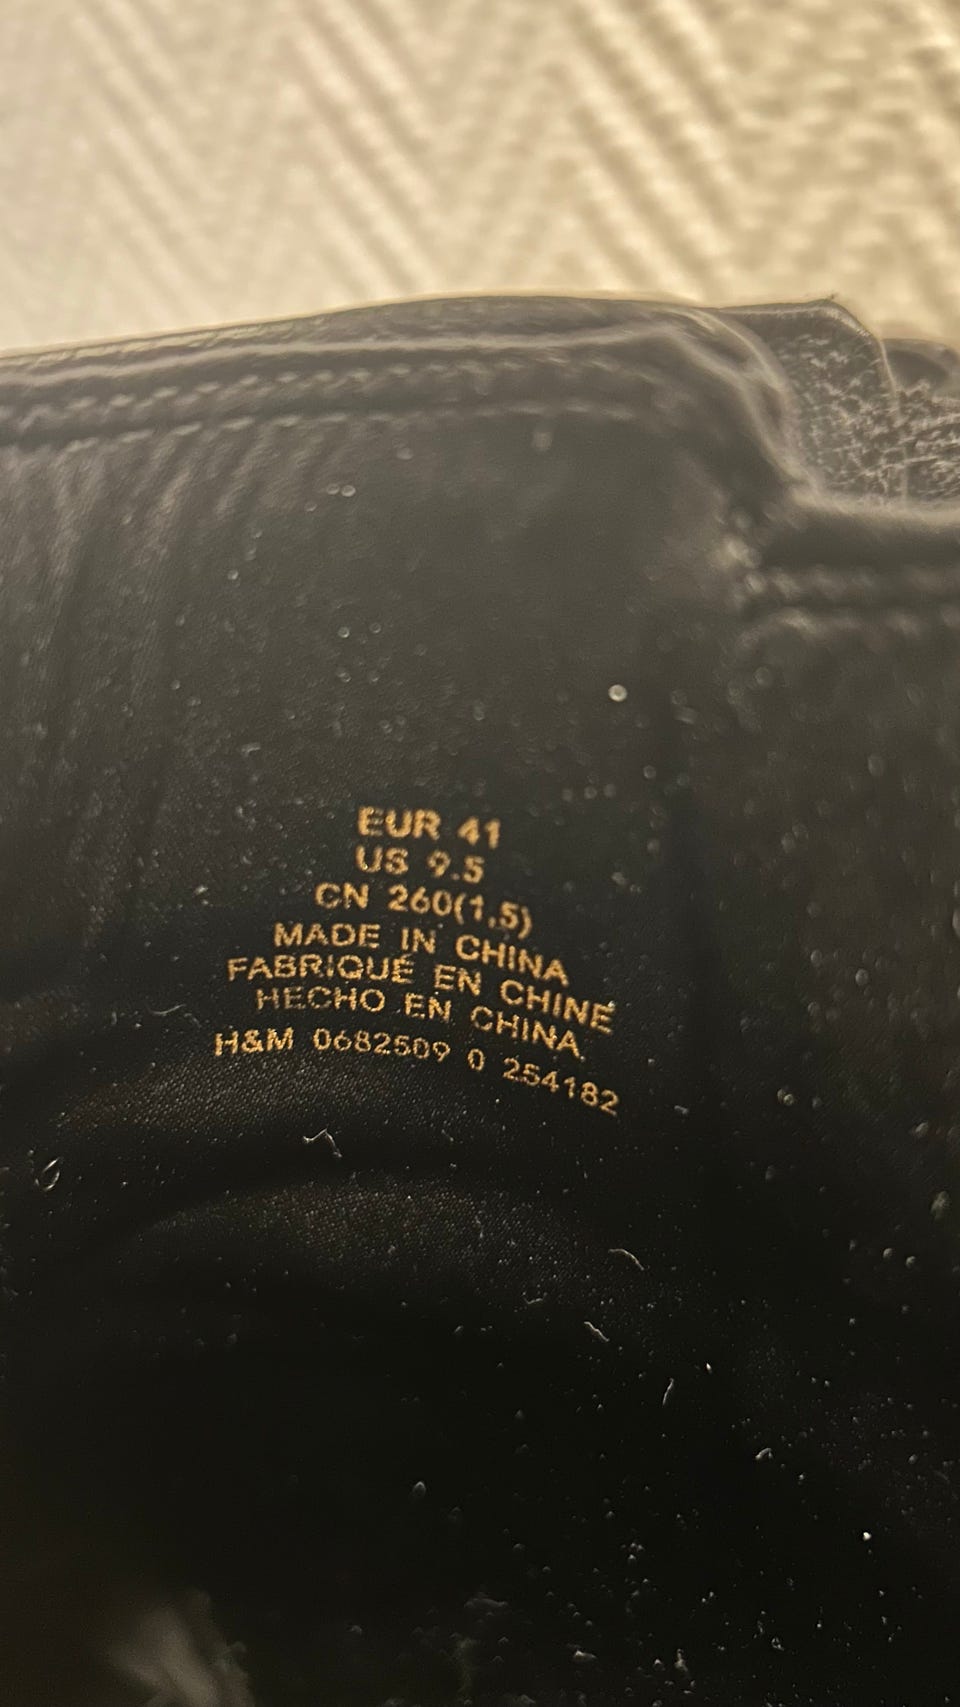 EUR 41
US 9.5
CN 260(1.5)
MADE IN CHINA
FABRIQUÉ EN CHINE
HECHO EN CHINA
H&M 0682509 0 254182